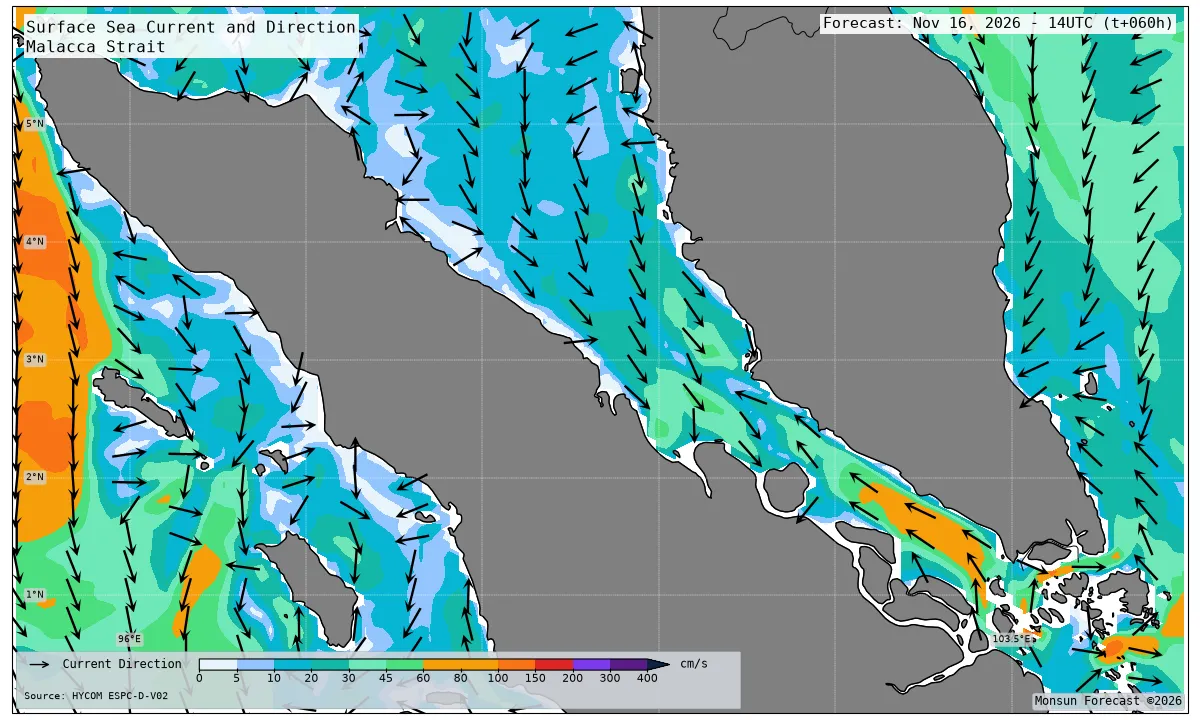 Surface Sea Current and Direction
Malacca Strait
Forecast: Nov 16, 2026 - 14UTC (t+060h)
5°N
4°N
3°N
2°N
1°N
96°E
103.5°E
Current Direction
0 5 10 20 30 45 60 80 100 150 200 300 400 cm/s
Source: HYCOM ESPC-D-V02
Monsun Forecast ©2026